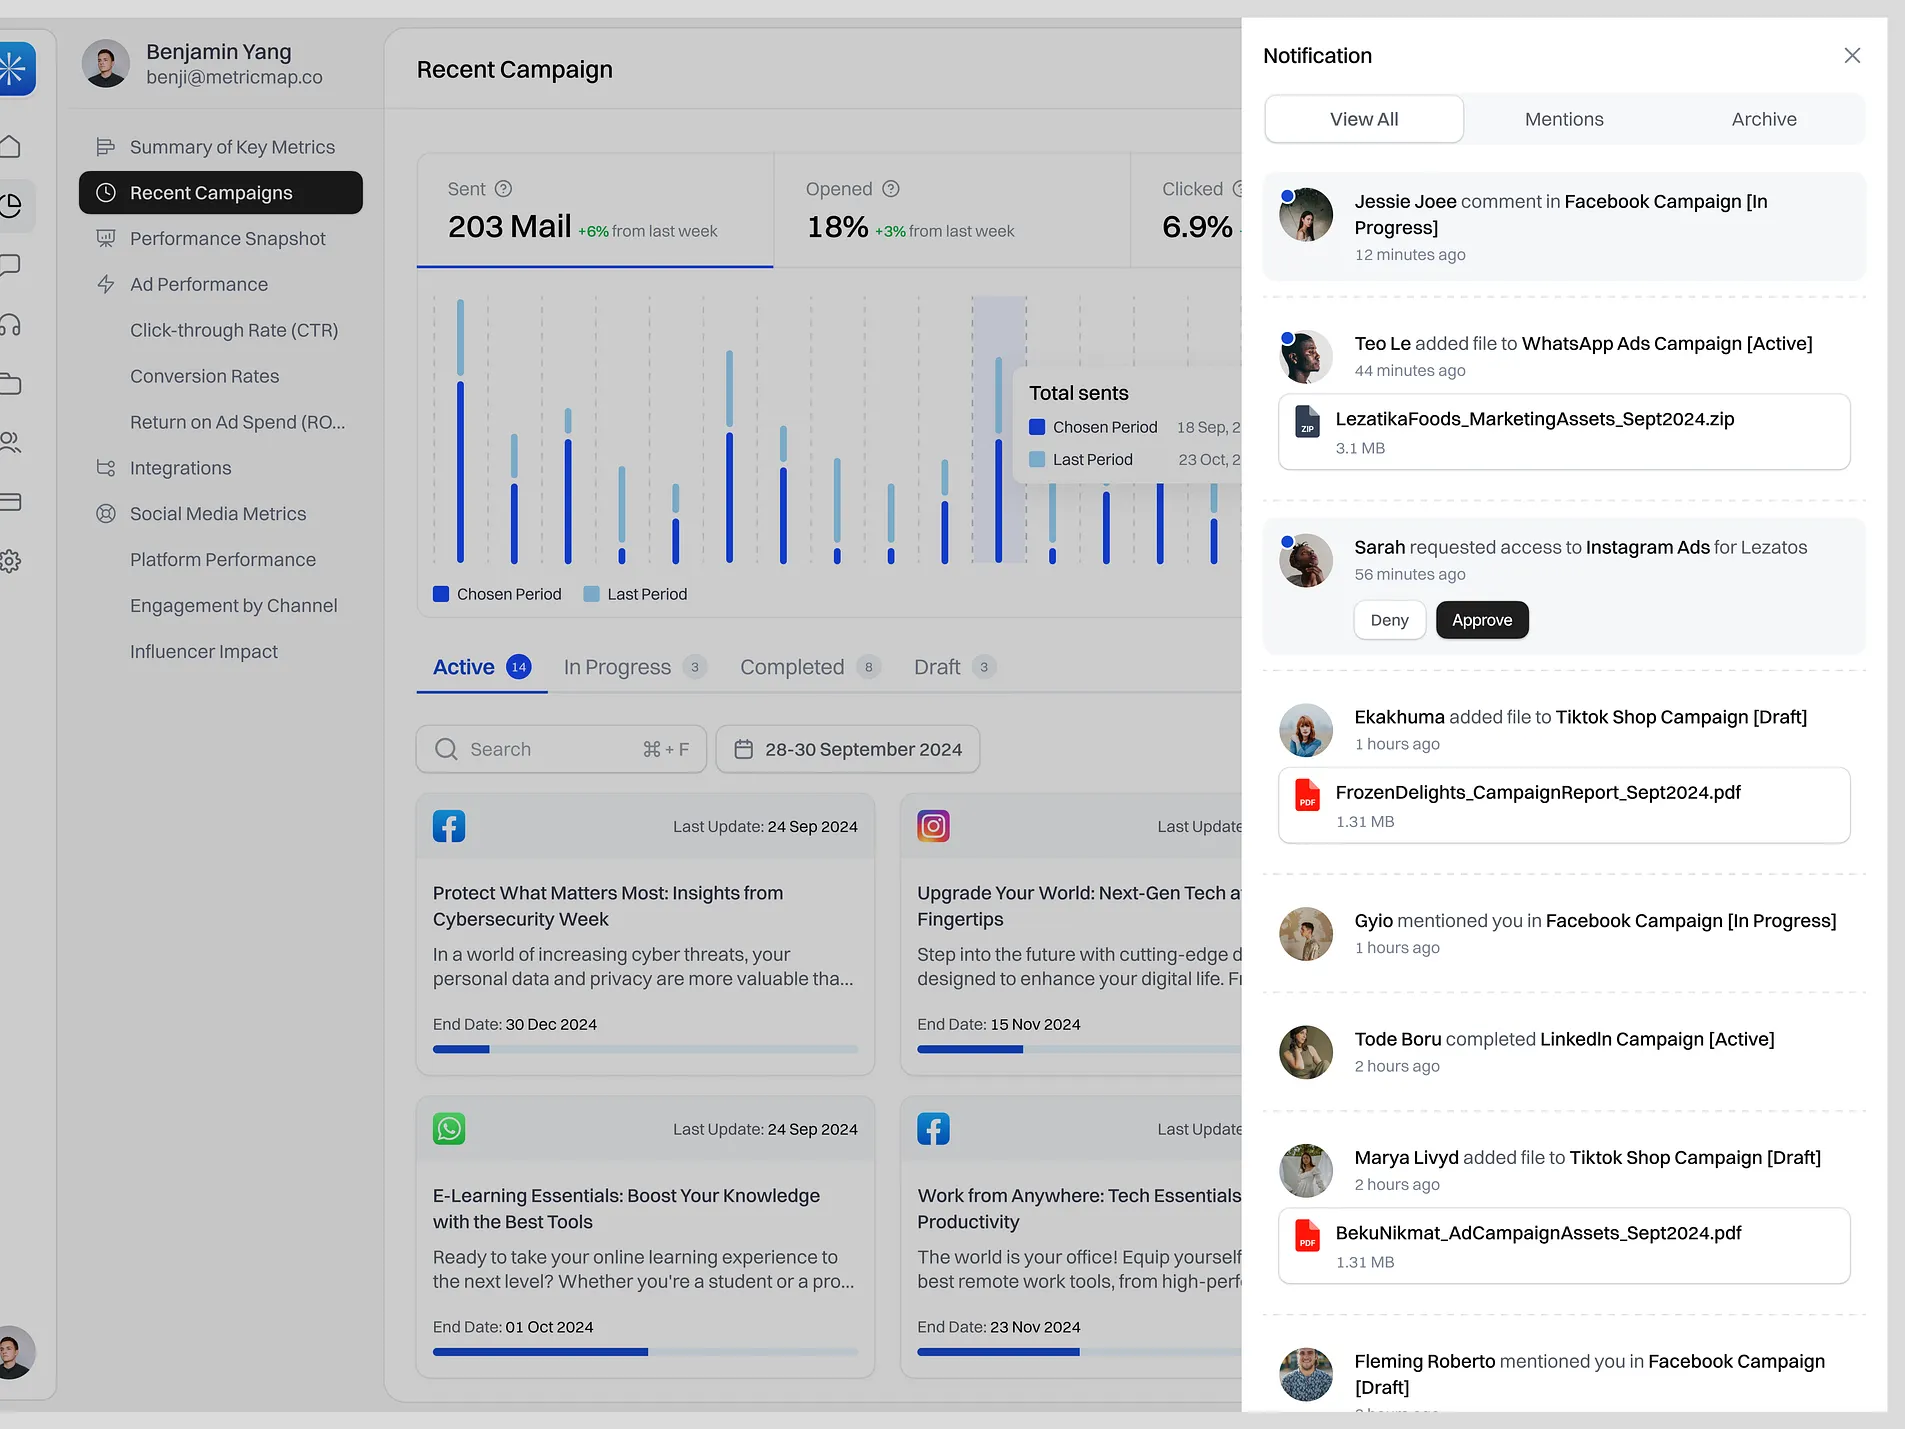 Benjamin Yang
benji@metricmap.co
Summary of Key Metrics
Recent Campaigns
Performance Snapshot
Ad Performance
Click-through Rate (CTR)
Conversion Rates
Return on Ad Spend (RO...
Integrations
Social Media Metrics
Platform Performance
Engagement by Channel
Influencer Impact
Recent Campaign
Sent
203 Mail +6% from last week
Opened
18% +3% from last week
Clicked
6.9%
Total sents
Chosen Period 18 Sep, 2
Last Period 23 Oct, 2
Chosen Period Last Period
Active 14 In Progress 3 Completed 8 Draft 3
Search ⌘ + F 28-30 September 2024
Last Update: 24 Sep 2024
Protect What Matters Most: Insights from
Cybersecurity Week
In a world of increasing cyber threats, your
personal data and privacy are more valuable tha...
End Date: 30 Dec 2024
Last Update
Upgrade Your World: Next-Gen Tech a
Fingertips
Step into the future with cutting-edge d
designed to enhance your digital life. F
End Date: 15 Nov 2024
Last Update: 24 Sep 2024
E-Learning Essentials: Boost Your Knowledge
with the Best Tools
Ready to take your online learning experience to
the next level? Whether you're a student or a pro...
End Date: 01 Oct 2024
Last Update
Work from Anywhere: Tech Essentials
Productivity
The world is your office! Equip yourself
best remote work tools, from high-perf
End Date: 23 Nov 2024
Notification
View All Mentions Archive
Jessie Joee comment in Facebook Campaign [In
Progress]
12 minutes ago
Teo Le added file to WhatsApp Ads Campaign [Active]
44 minutes ago
ZIP
LezatikaFoods_MarketingAssets_Sept2024.zip
3.1 MB
Sarah requested access to Instagram Ads for Lezatos
56 minutes ago
Deny Approve
Ekakhuma added file to Tiktok Shop Campaign [Draft]
1 hours ago
PDF
FrozenDelights_CampaignReport_Sept2024.pdf
1.31 MB
Gyio mentioned you in Facebook Campaign [In Progress]
1 hours ago
Tode Boru completed LinkedIn Campaign [Active]
2 hours ago
Marya Livyd added file to Tiktok Shop Campaign [Draft]
2 hours ago
PDF
BekuNikmat_AdCampaignAssets_Sept2024.pdf
1.31 MB
Fleming Roberto mentioned you in Facebook Campaign
[Draft]